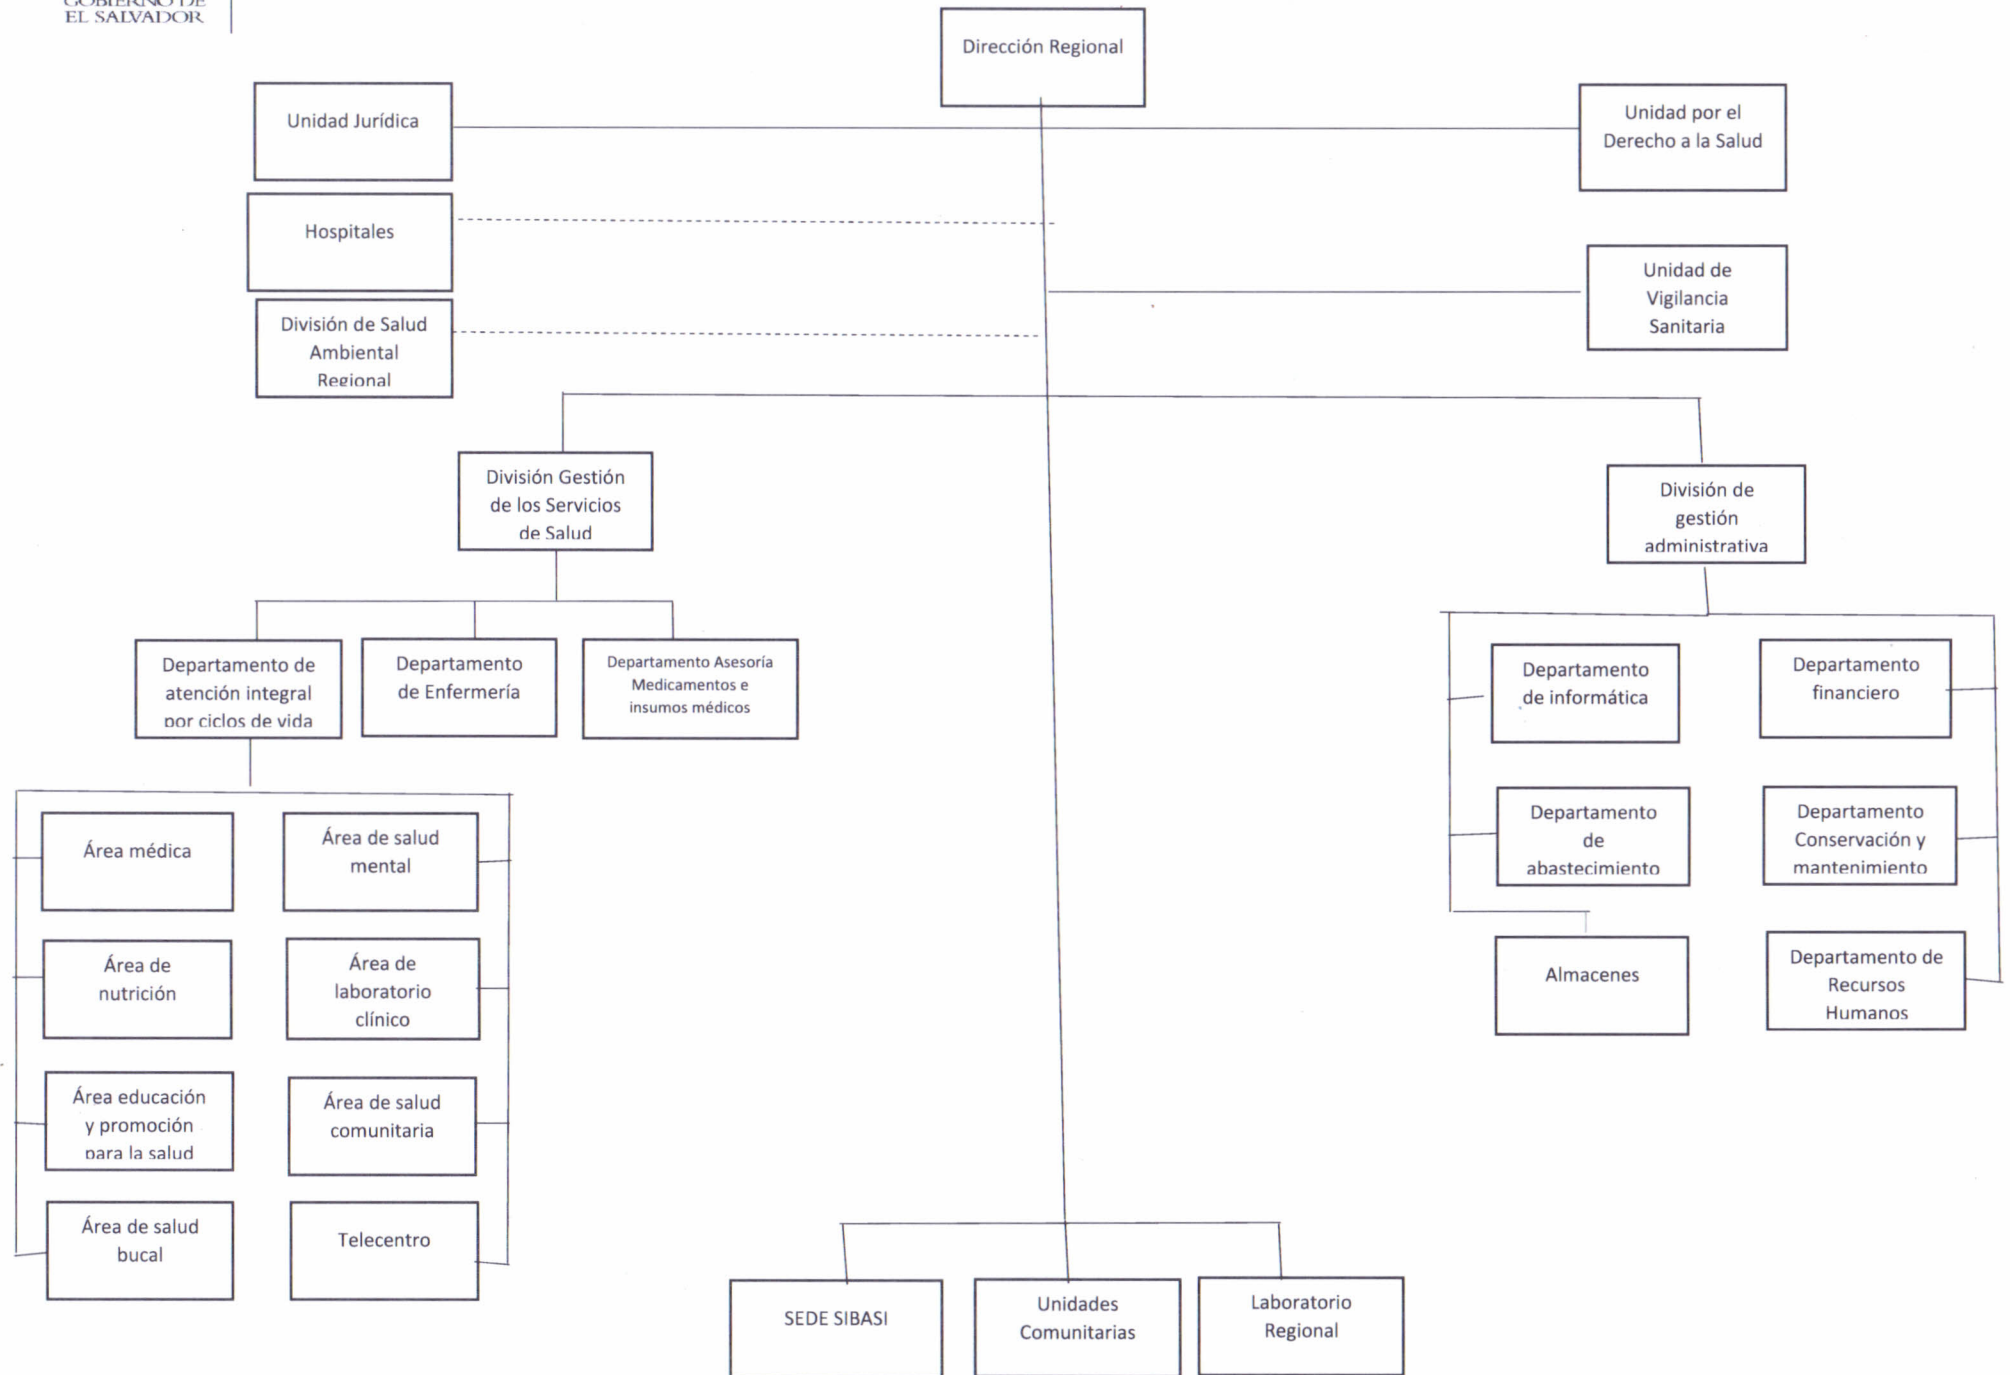 GOBIERNO DE
EL SALVADOR
Dirección Regional
Unidad Jurídica
Unidad por el
Derecho a la Salud
Hospitales
Unidad de
Vigilancia
Sanitaria
División de Salud
Ambiental
Regional
División Gestión
de los Servicios
de Salud
División de
gestión
administrativa
Departamento de
atención integral
por ciclos de vida
Departamento
de Enfermería
Departamento Asesoría
Medicamentos e
insumos médicos
Departamento
de informática
Departamento
financiero
Departamento
de
abastecimiento
Departamento
Conservación y
mantenimiento
Almacenes
Departamento de
Recursos
Humanos
Área médica
Área de salud
mental
Área de
nutrición
Área de
laboratorio
clínico
Área educación
y promoción
para la salud
Área de salud
comunitaria
Área de salud
bucal
Telecentro
SEDE SIBASI
Unidades
Comunitarias
Laboratorio
Regional